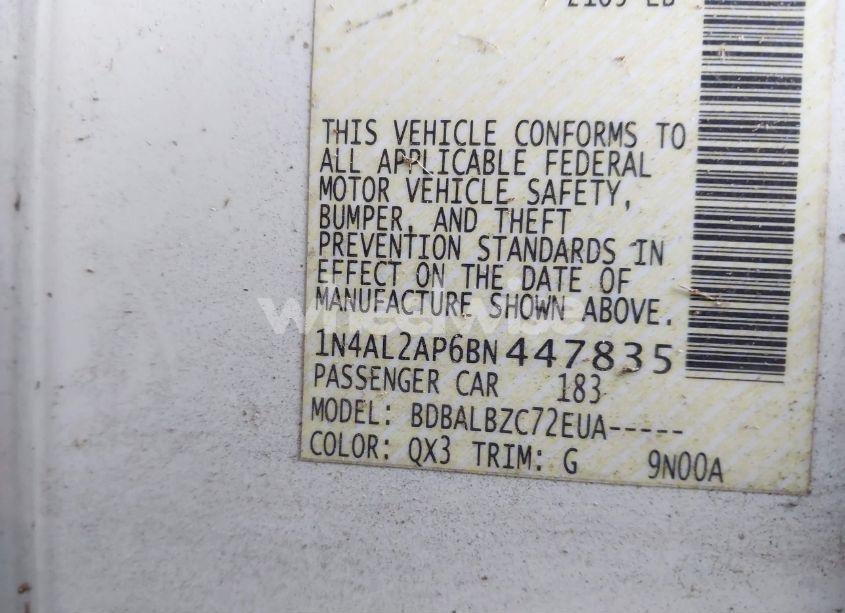 THIS VEHICLE CONFORMS TO
ALL APPLICABLE FEDERAL
MOTOR VEHICLE SAFETY,
BUMPER, AND THEFT
PREVENTION STANDARDS IN
EFFECT ON THE DATE OF
MANUFACTURE SHOWN ABOVE.
wheelwise
1N4AL2AP6BN447835
PASSENGER CAR 183
MODEL: BDBALBZC72EUA-----
COLOR: QX3 TRIM: G 9N00A